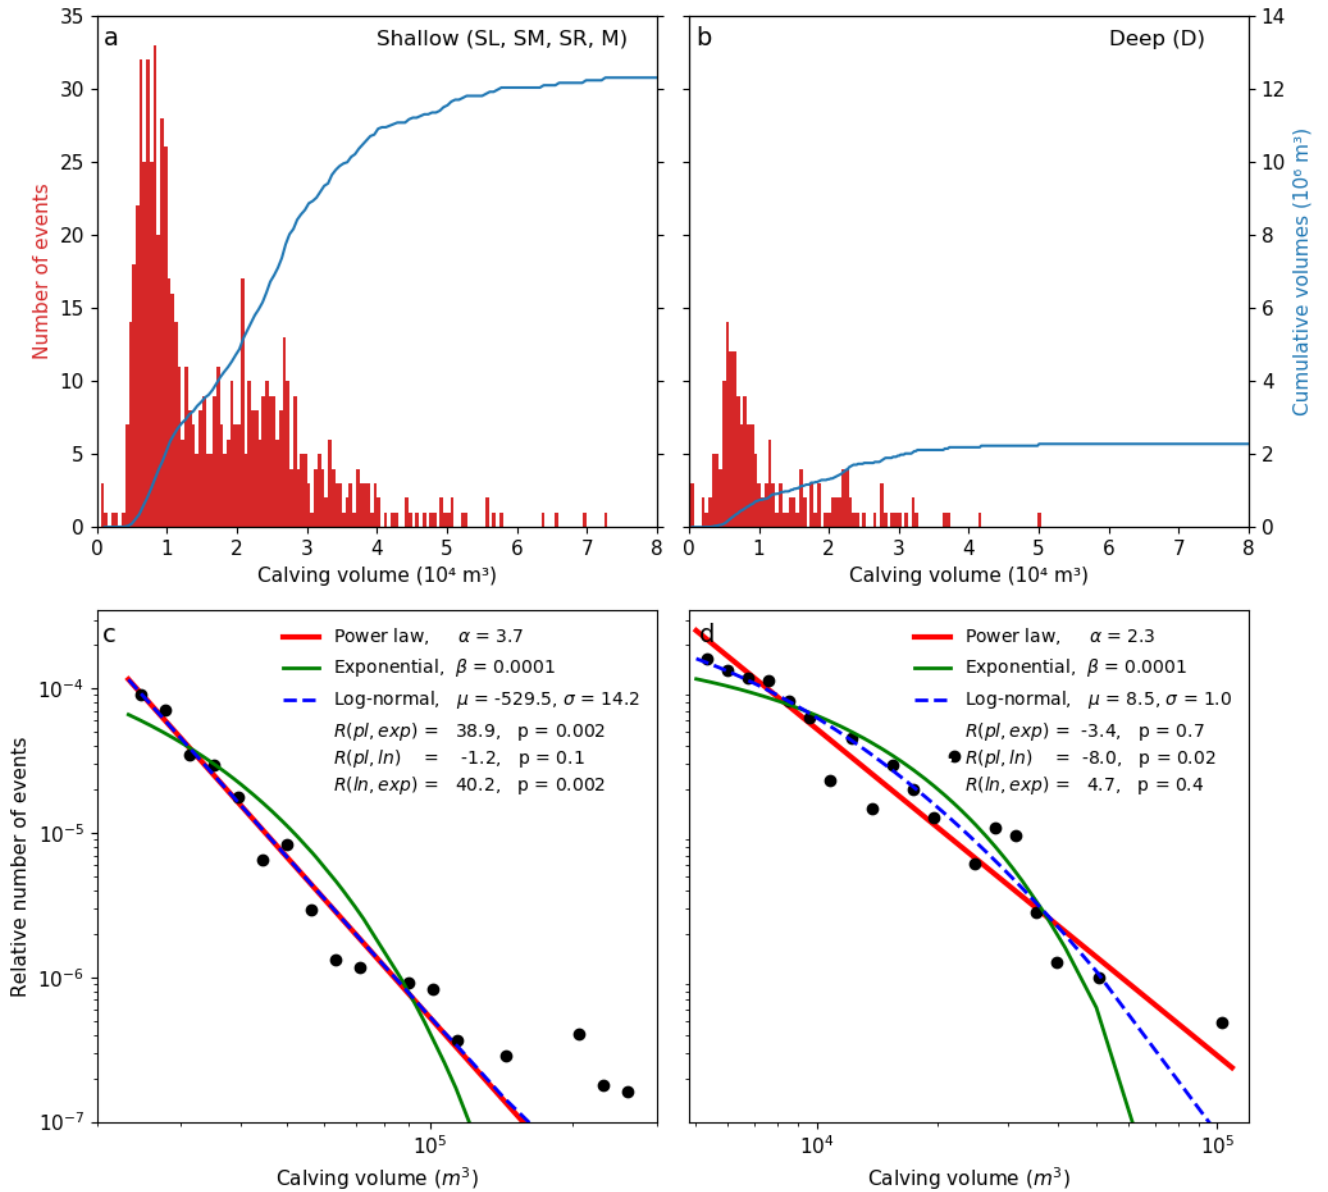 a
Shallow (SL, SM, SR, M)
35
30
25
20
15
10
5
0
Number of events
0 1 2 3 4 5 6 7 8
Calving volume (10⁴ m³)
b
Deep (D)
14
12
10
8
6
4
2
0
Cumulative volumes (10⁶ m³)
0 1 2 3 4 5 6 7 8
Calving volume (10⁴ m³)
c
Power law, α = 3.7
Exponential, β = 0.0001
Log-normal, μ = -529.5, σ = 14.2
R(pl, exp) = 38.9, p = 0.002
R(pl, ln) = -1.2, p = 0.1
R(ln, exp) = 40.2, p = 0.002
10⁻⁴
10⁻⁵
10⁻⁶
10⁻⁷
Relative number of events
10⁵
Calving volume (m³)
d
Power law, α = 2.3
Exponential, β = 0.0001
Log-normal, μ = 8.5, σ = 1.0
R(pl, exp) = -3.4, p = 0.7
R(pl, ln) = -8.0, p = 0.02
R(ln, exp) = 4.7, p = 0.4
10⁴ 10⁵
Calving volume (m³)